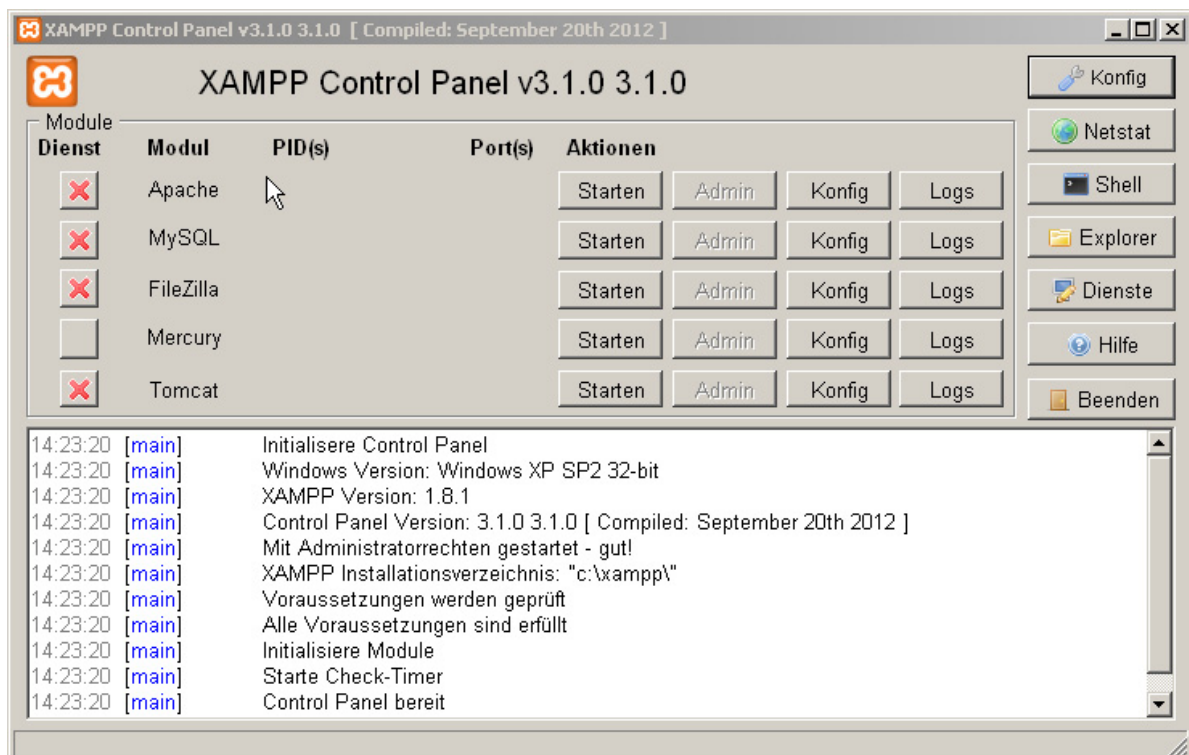 XAMPP Control Panel v3.1.0 3.1.0 [ Compiled: September 20th 2012 ]
XAMPP Control Panel v3.1.0 3.1.0
Konfig
Module
Netstat
Dienst Modul PID(s) Port(s) Aktionen
Apache Starten Admin Konfig Logs
Shell
MySQL Starten Admin Konfig Logs
Explorer
FileZilla Starten Admin Konfig Logs
Dienste
Mercury Starten Admin Konfig Logs
Hilfe
Tomcat Starten Admin Konfig Logs
Beenden
14:23:20 [main] Initialisere Control Panel
14:23:20 [main] Windows Version: Windows XP SP2 32-bit
14:23:20 [main] XAMPP Version: 1.8.1
14:23:20 [main] Control Panel Version: 3.1.0 3.1.0 [ Compiled: September 20th 2012 ]
14:23:20 [main] Mit Administratorrechten gestartet - gut!
14:23:20 [main] XAMPP Installationsverzeichnis: "c:\xampp\"
14:23:20 [main] Voraussetzungen werden geprüft
14:23:20 [main] Alle Voraussetzungen sind erfüllt
14:23:20 [main] Initialisiere Module
14:23:20 [main] Starte Check-Timer
14:23:20 [main] Control Panel bereit